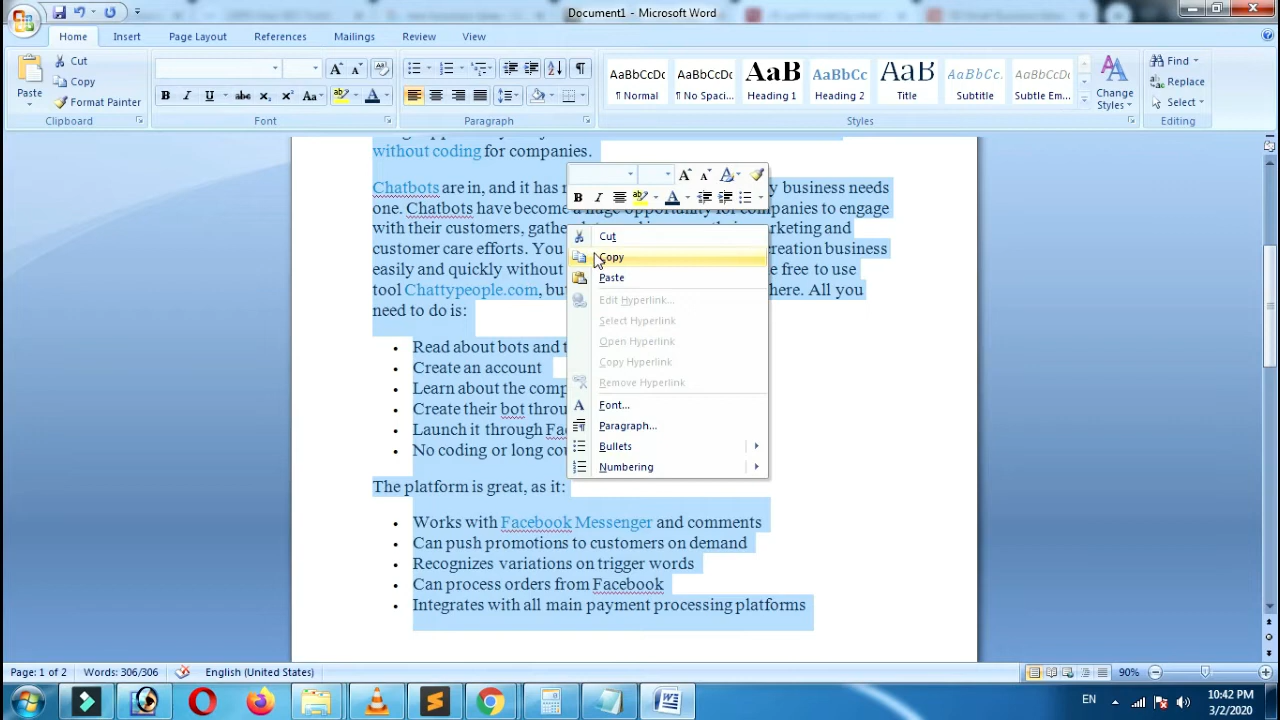 Document1 - Microsoft Word
Home Insert Page Layout References Mailings Review View
Paste
Cut
Copy
Format Painter
Clipboard
Font
Paragraph
AaBbCcDc AaBbCcDc AaB AaBbCc AaB AaBbCc. AaBbCcDc
¶ Normal ¶ No Spaci... Heading 1 Heading 2 Title Subtitle Subtle Em...
Change
Styles
Styles
Find
Replace
Select
Editing
without coding for companies.
Chatbots are in, and it has
y business needs
one. Chatbots have become a huge opportunity for companies to engage
with their customers,
marketing and
customer care efforts. You
creation business
easily and quickly without
free to use
tool Chattypeople.com,
here. All you
need to do is:
Read about bots and
Create an account
Learn about the
Create their bot
Launch it through
No coding or long
The platform is great, as it:
Works with Facebook Messenger and comments
Can push promotions to customers on demand
Recognizes variations on trigger words
Can process orders from Facebook
Integrates with all main payment processing platforms
Cut
Copy
Paste
Edit Hyperlink...
Select Hyperlink
Open Hyperlink
Copy Hyperlink
Remove Hyperlink
Font...
Paragraph...
Bullets
Numbering
Page: 1 of 2 Words: 306/306 English (United States) 90%
EN
10:42 PM
3/2/2020